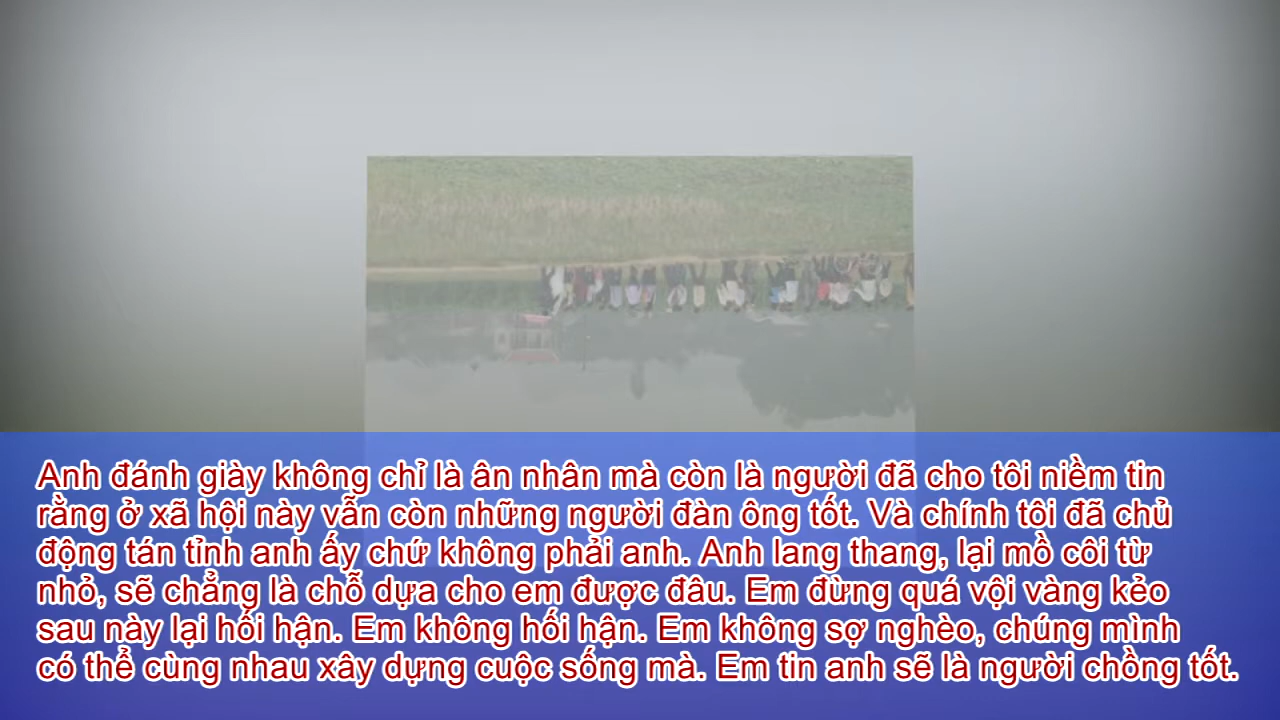 Anh đánh giày không chỉ là ân nhân mà còn là người đã cho tôi niềm tin
rằng ở xã hội này vẫn còn những người đàn ông tốt. Và chính tôi đã chủ
động tán tỉnh anh ấy chứ không phải anh. Anh lang thang, lại mồ côi từ
nhỏ, sẽ chẳng là chỗ dựa cho em được đâu. Em đừng quá vội vàng kẻo
sau này lại hối hận. Em không hối hận. Em không sợ nghèo, chúng mình
có thể cùng nhau xây dựng cuộc sống mà. Em tin anh sẽ là người chồng tốt.